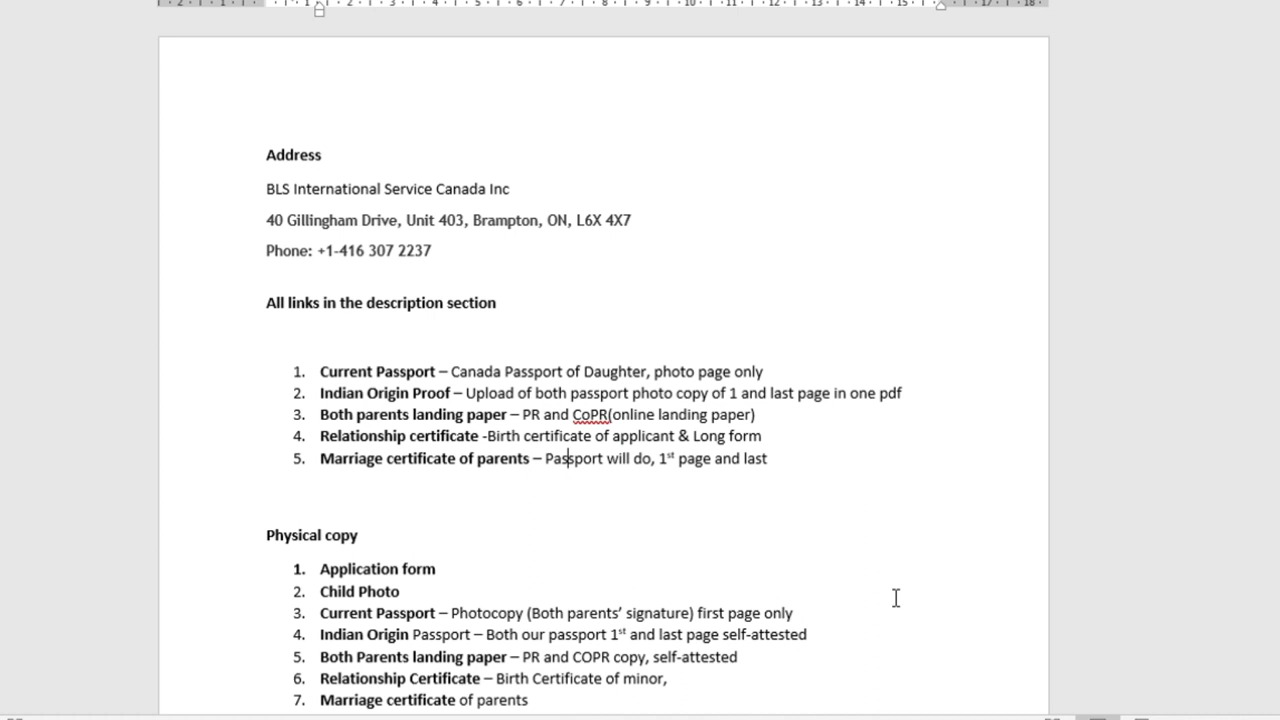 Address
BLS International Service Canada Inc
40 Gillingham Drive, Unit 403, Brampton, ON, L6X 4X7
Phone: +1-416 307 2237
All links in the description section
1. Current Passport – Canada Passport of Daughter, photo page only
2. Indian Origin Proof – Upload of both passport photo copy of 1 and last page in one pdf
3. Both parents landing paper – PR and CoPR(online landing paper)
4. Relationship certificate -Birth certificate of applicant & Long form
5. Marriage certificate of parents – Passport will do, 1st page and last
Physical copy
1. Application form
2. Child Photo
3. Current Passport – Photocopy (Both parents’ signature) first page only
4. Indian Origin Passport – Both our passport 1st and last page self-attested
5. Both Parents landing paper – PR and COPR copy, self-attested
6. Relationship Certificate – Birth Certificate of minor,
7. Marriage certificate of parents